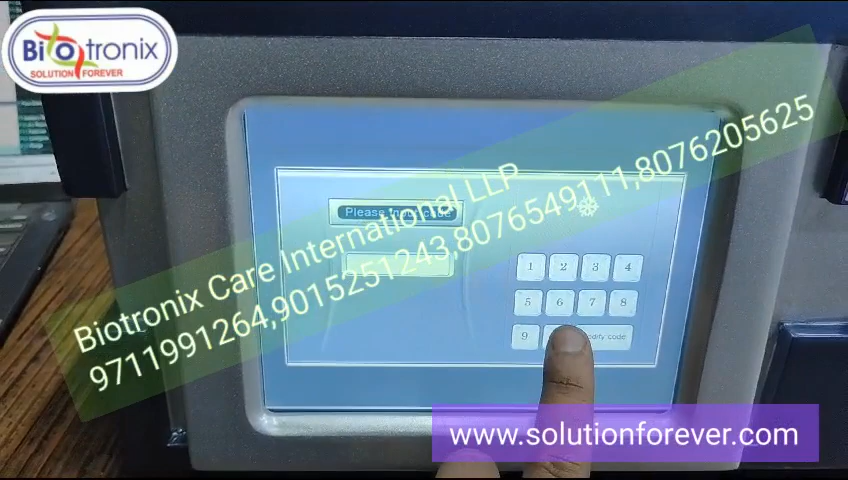 Biotronix
SOLUTION FOREVER
Please input code
Biotronix Care International LLP
9711991264,9015251243 8076549111,8076205625
1 2 3 4
5 6 7 8
9
code
www.solutionforever.com